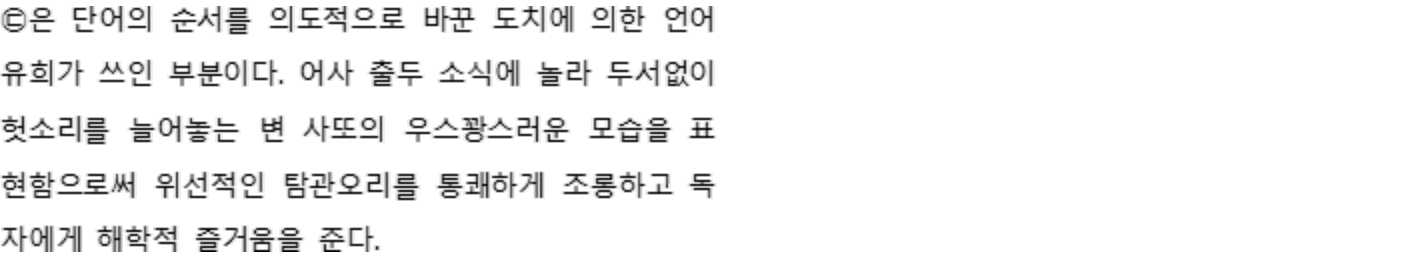 ©은 단어의 순서를 의도적으로 바꾼 도치에 의한 언어
유희가 쓰인 부분이다. 어사 출두 소식에 놀라 두서없이
헛소리를 늘어놓는 변 사또의 우스꽝스러운 모습을 표
현함으로써 위선적인 탐관오리를 통쾌하게 조롱하고 독
자에게 해학적 즐거움을 준다.